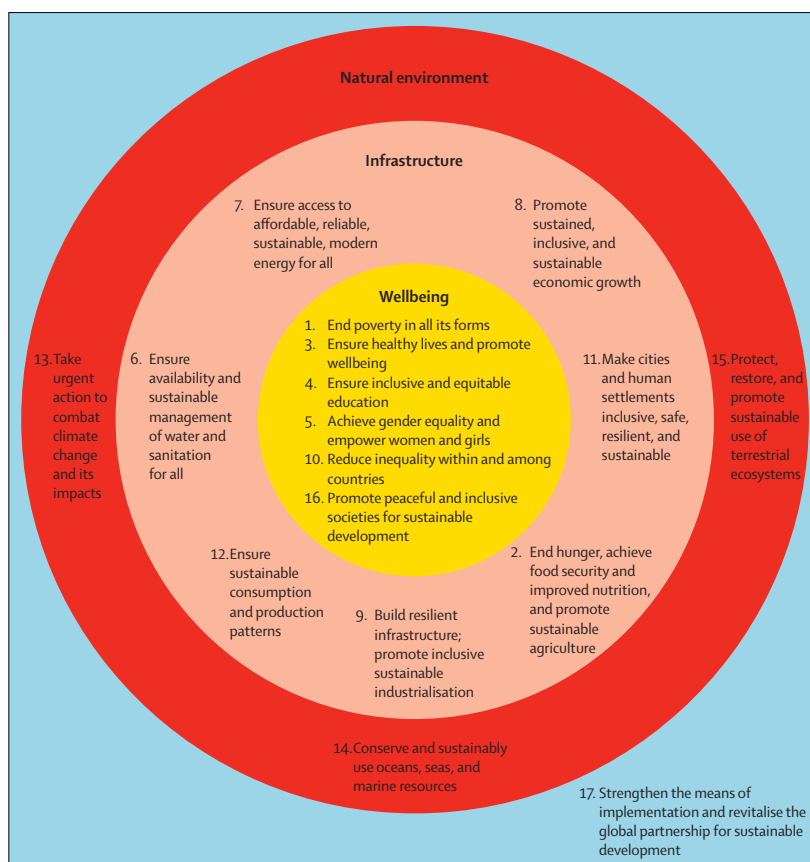 Natural environment
Infrastructure
7. Ensure access to
affordable, reliable,
sustainable, modern
energy for all
8. Promote
sustained,
inclusive, and
sustainable
economic growth
Wellbeing
1. End poverty in all its forms
3. Ensure healthy lives and promote
wellbeing
4. Ensure inclusive and equitable
education
5. Achieve gender equality and
empower women and girls
10. Reduce inequality within and among
countries
16. Promote peaceful and inclusive
societies for sustainable
development
13. Take
urgent
action to
combat
climate
change
and its
impacts
6. Ensure
availability and
sustainable
management
of water and
sanitation
for all
11. Make cities
and human
settlements
inclusive, safe,
resilient, and
sustainable
15. Protect,
restore, and
promote
sustainable
use of
terrestrial
ecosystems
12. Ensure
sustainable
consumption
and production
patterns
9. Build resilient
infrastructure;
promote inclusive
sustainable
industrialisation
2. End hunger, achieve
food security and
improved nutrition,
and promote
sustainable
agriculture
14. Conserve and sustainably
use oceans, seas, and
marine resources
17. Strengthen the means of
implementation and revitalise the
global partnership for sustainable
development